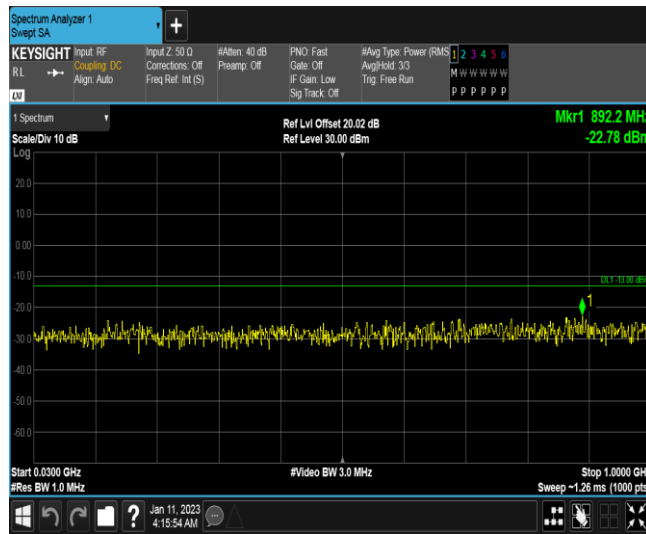 Spectrum Analyzer 1
Swept SA
+
KEYSIGHT
RL
LXI
Input: RF
Coupling: DC
Align: Auto
Input Z: 50 Ω
Corrections: Off
Freq Ref: Int (S)
#Atten: 40 dB
Preamp: Off
PNO: Fast
Gate: Off
IF Gain: Low
Sig Track: Off
#Avg Type: Power (RMS
Avg|Hold: 3/3
Trig: Free Run
1 2 3 4 5 6
M W W W W W
P P P P P P
1 Spectrum
Scale/Div 10 dB
Log
Ref Lvl Offset 20.02 dB
Ref Level 30.00 dBm
Mkr1 892.2 MHz
-22.78 dBm
20.0
10.0
0.00
-10.0
DL1 -13.00 dBm
-20.0
1
-30.0
-40.0
-50.0
-60.0
Start 0.0300 GHz
#Res BW 1.0 MHz
#Video BW 3.0 MHz
Stop 1.0000 GH
Sweep ~1.26 ms (1000 pts
?
Jan 11, 2023
4:15:54 AM